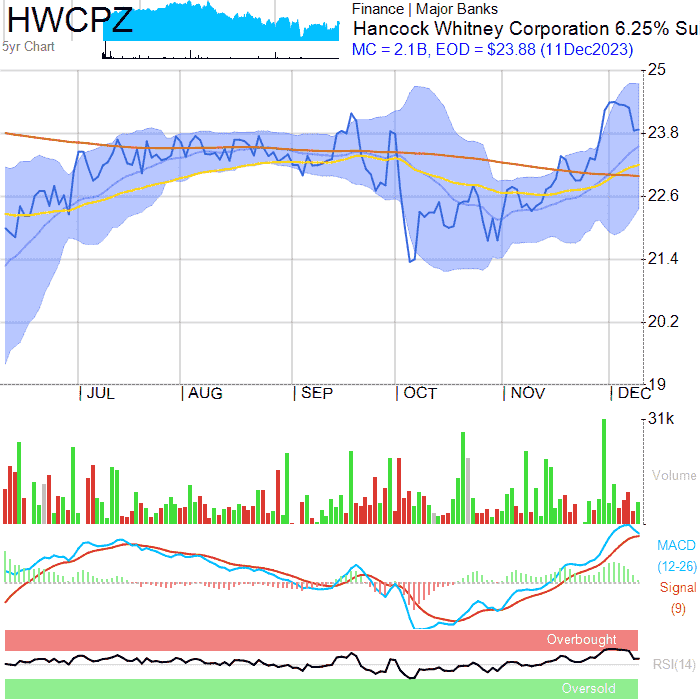 HWCPZ
5yr Chart
Finance | Major Banks
Hancock Whitney Corporation 6.25% Su
MC = 2.1B, EOD = $23.88 (11Dec2023)
25
23.8
22.6
21.4
20.2
19
JUL AUG SEP OCT NOV DEC
31k
Volume
MACD
(12-26)
Signal
(9)
Overbought
RSI(14)
Oversold